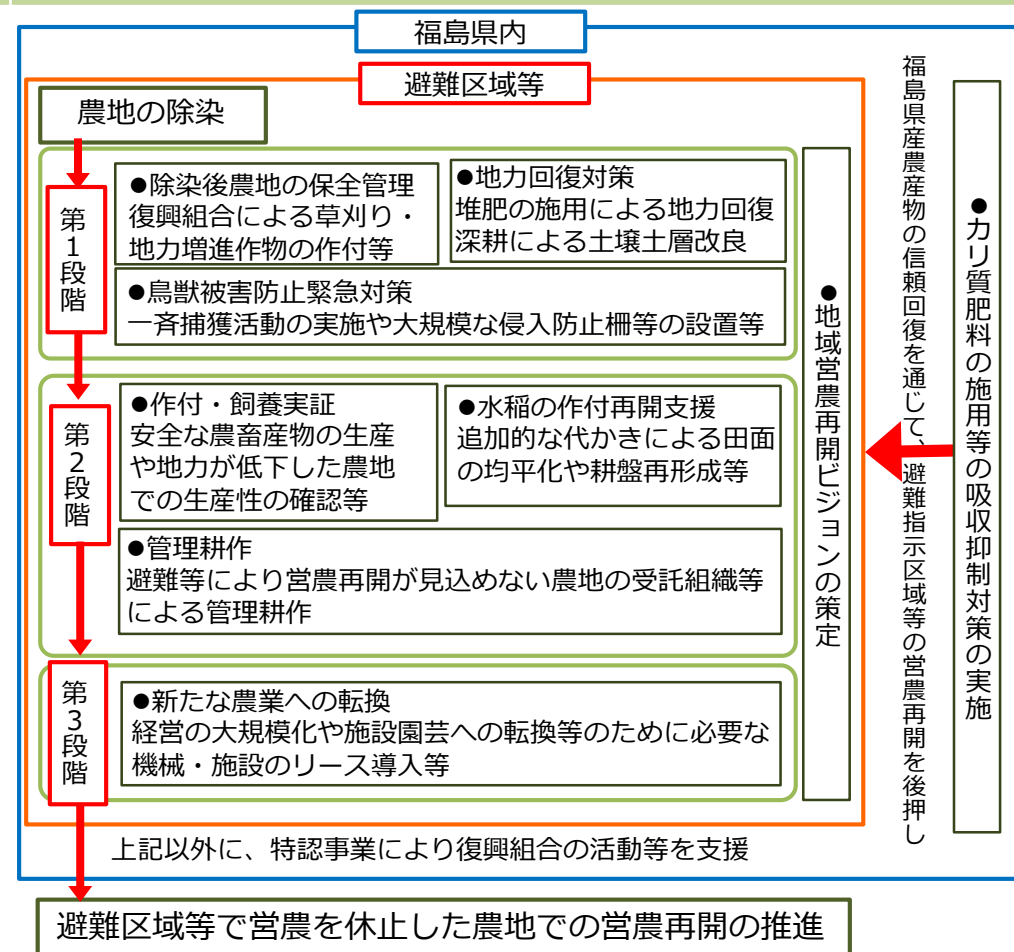 福島県内
避難区域等
農地の除染
第1段階
●除染後農地の保全管理
復興組合による草刈り・
地力増進作物の作付等
●地力回復対策
堆肥の施用による地力回復
深耕による土壌土層改良
●鳥獣被害防止緊急対策
一斉捕獲活動の実施や大規模な侵入防止柵等の設置等
第2段階
●作付・飼養実証
安全な農畜産物の生産
や地力が低下した農地
での生産性の確認等
●水稲の作付再開支援
追加的な代かきによる田面
の均平化や耕盤再形成等
●管理耕作
避難等により営農再開が見込めない農地の受託組織等
による管理耕作
第3段階
●新たな農業への転換
経営の大規模化や施設園芸への転換等のために必要な
機械・施設のリース導入等
●地域営農再開ビジョンの策定
福島県産農産物の信頼回復を通じて、避難指示区域等の営農再開を後押し
●カリ質肥料の施用等の吸収抑制対策の実施
上記以外に、特認事業により復興組合の活動等を支援
避難区域等で営農を休止した農地での営農再開の推進